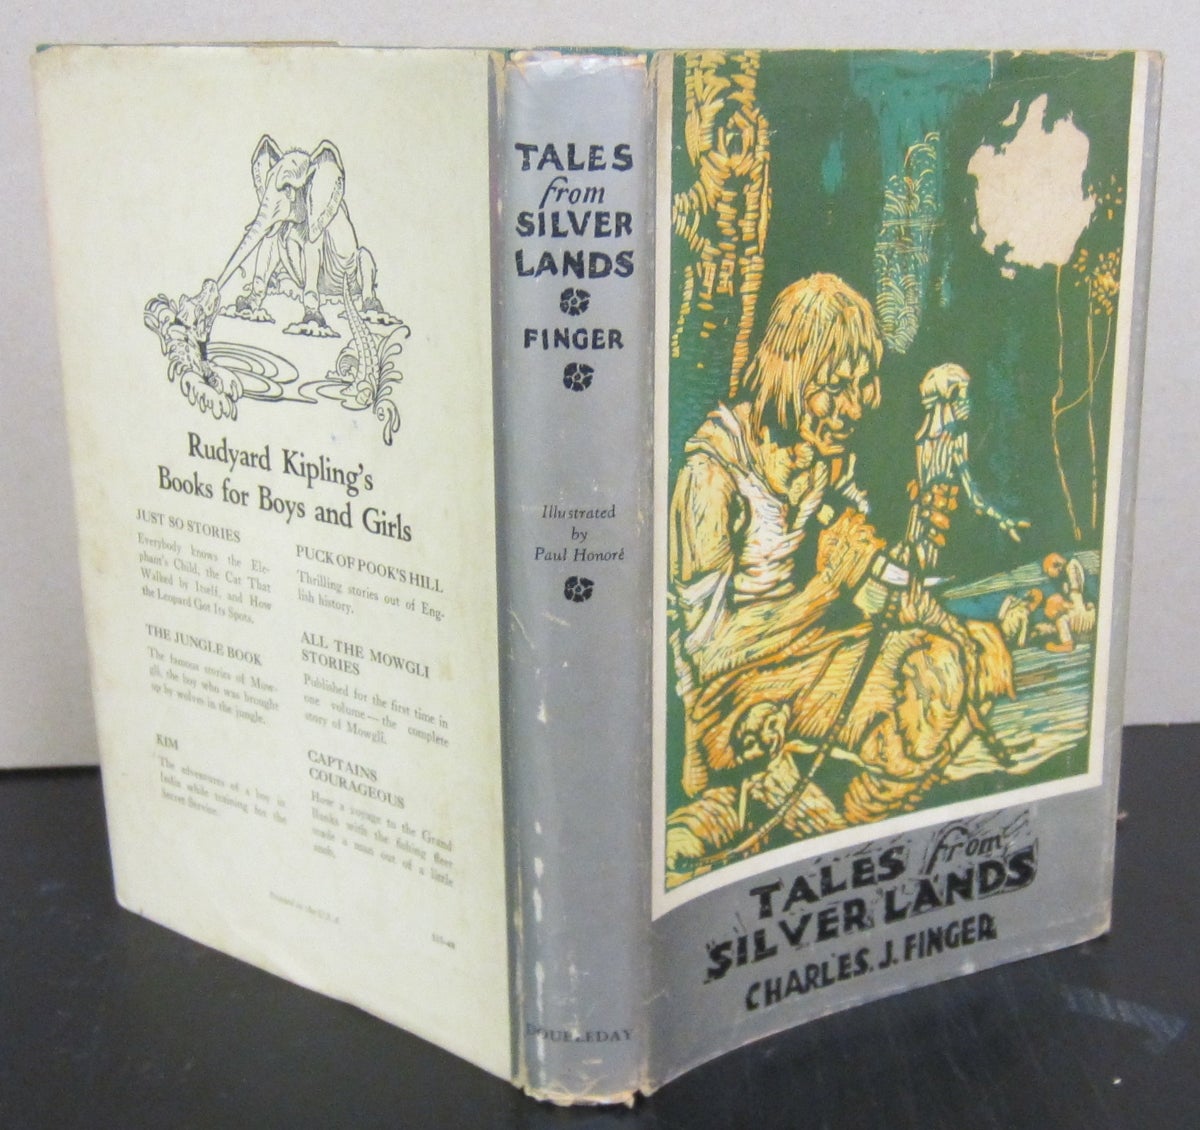 Rudyard Kipling's
Books for Boys and Girls
JUST SO STORIES
Everybody knows the Ele-
phant's Child, the Cat That
Walked by Itself, and How
the Leopard Got Its Spots.
THE JUNGLE BOOK
The famous stories of Mow-
gli, the boy who was brought
up by wolves in the jungle.
KIM
The adventures of a boy in
India while training for the
Secret Service.
PUCK OF POOK'S HILL
Thrilling stories out of Eng-
lish history.
ALL THE MOWGLI
STORIES
Published for the first time in
one volume—the complete
story of Mowgli.
CAPTAINS
COURAGEOUS
How a voyage to the Grand
Banks with the fishing fleet
made a man out of a little
snob.
Printed in the U.S.A.
TALES
from
SILVER
LANDS
FINGER
Illustrated
by
Paul Honoré
DOUBLEDAY
TALES from
SILVER LANDS
CHARLES. J. FINGER